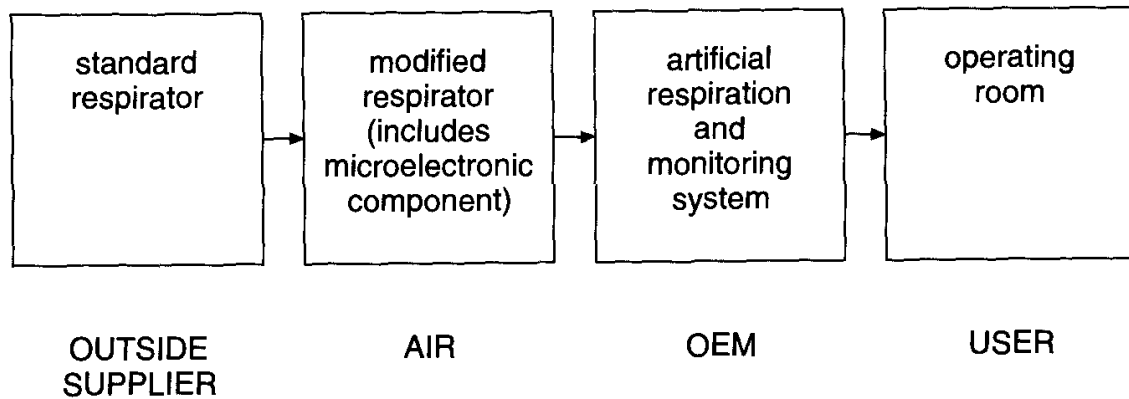 standard
respirator
modified
respirator
(includes
microelectronic
component)
artificial
respiration
and
monitoring
system
operating
room
OUTSIDE
SUPPLIER
AIR
OEM
USER